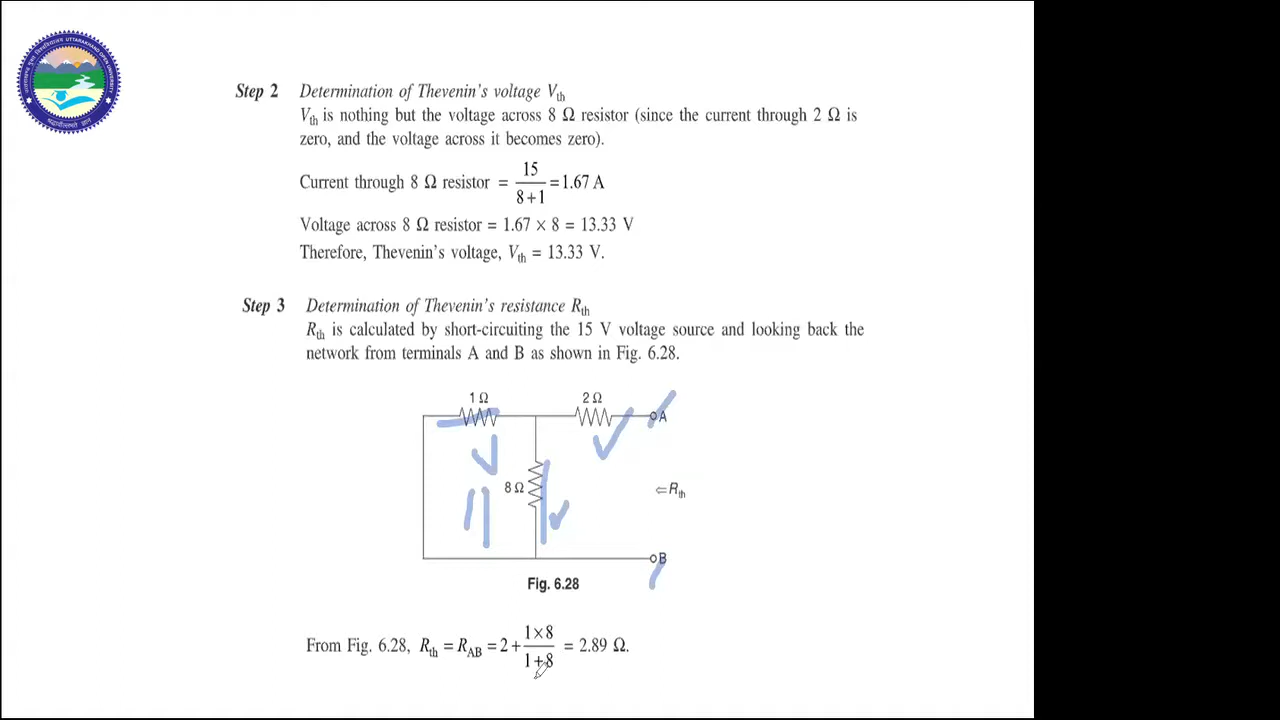 UTTARAKHAND OPEN UNIVERSITY
Step 2 Determination of Thevenin's voltage Vth
Vth is nothing but the voltage across 8 Ω resistor (since the current through 2 Ω is
zero, and the voltage across it becomes zero).
Current through 8 Ω resistor = 15/(8+1) = 1.67 A
Voltage across 8 Ω resistor = 1.67 × 8 = 13.33 V
Therefore, Thevenin's voltage, Vth = 13.33 V.
Step 3 Determination of Thevenin's resistance Rth
Rth is calculated by short-circuiting the 15 V voltage source and looking back the
network from terminals A and B as shown in Fig. 6.28.
1 Ω 2 Ω
A
8 Ω ⇐Rth
B
Fig. 6.28
From Fig. 6.28, Rth = RAB = 2 + (1×8)/(1+8) = 2.89 Ω.